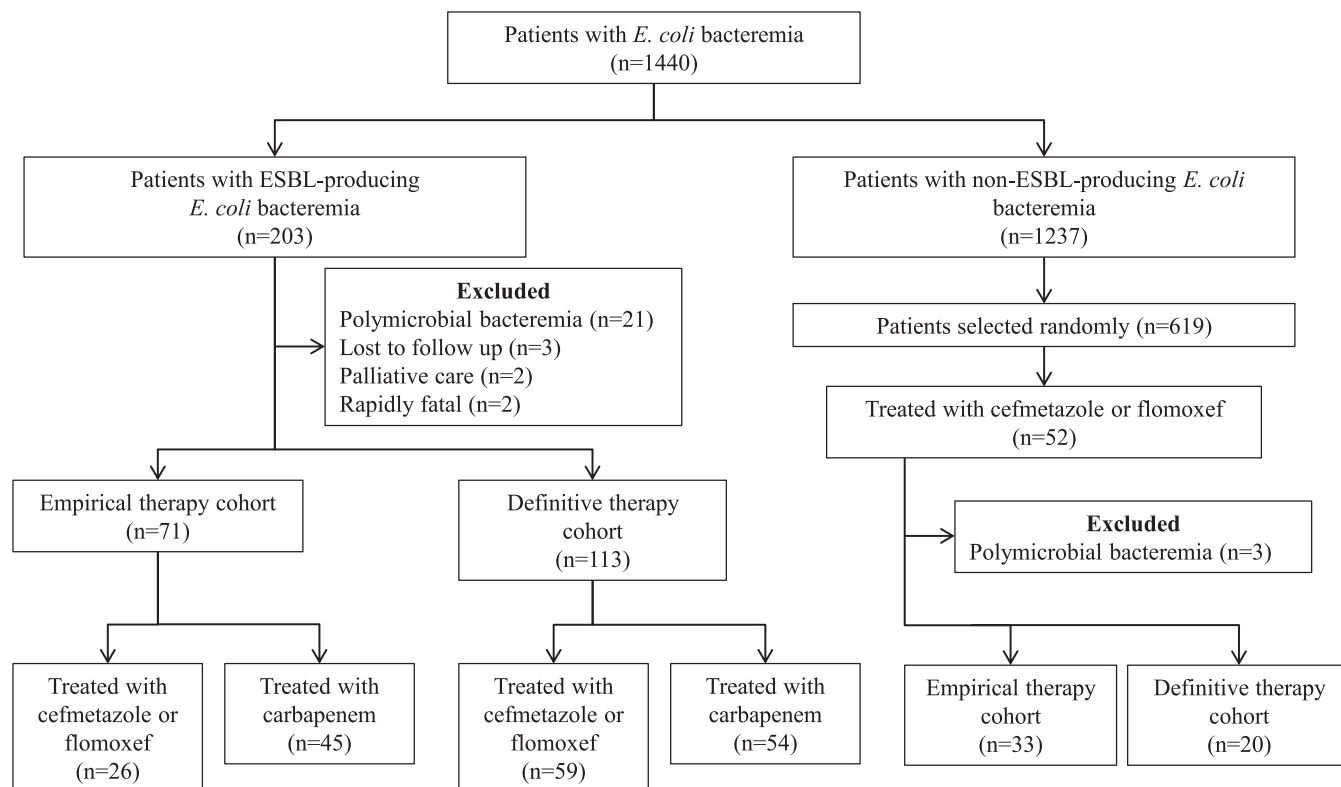 Patients with E. coli bacteremia
(n=1440)
Patients with ESBL-producing
E. coli bacteremia
(n=203)
Patients with non-ESBL-producing E. coli
bacteremia
(n=1237)
Excluded
Polymicrobial bacteremia (n=21)
Lost to follow up (n=3)
Palliative care (n=2)
Rapidly fatal (n=2)
Patients selected randomly (n=619)
Treated with cefmetazole or flomoxef
(n=52)
Empirical therapy cohort
(n=71)
Definitive therapy
cohort
(n=113)
Excluded
Polymicrobial bacteremia (n=3)
Treated with
cefmetazole or
flomoxef
(n=26)
Treated with
carbapenem
(n=45)
Treated with
cefmetazole or
flomoxef
(n=59)
Treated with
carbapenem
(n=54)
Empirical therapy
cohort
(n=33)
Definitive therapy
cohort
(n=20)